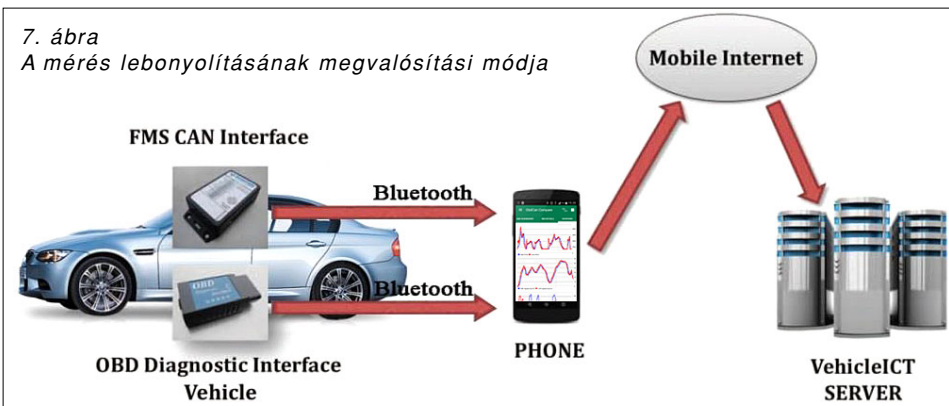 7. ábra
A mérés lebonyolításának megvalósítási módja
Mobile Internet
FMS CAN Interface
Bluetooth
OBD
Bluetooth
OBD Diagnostic Interface
Vehicle
PHONE
VehicleICT
SERVER